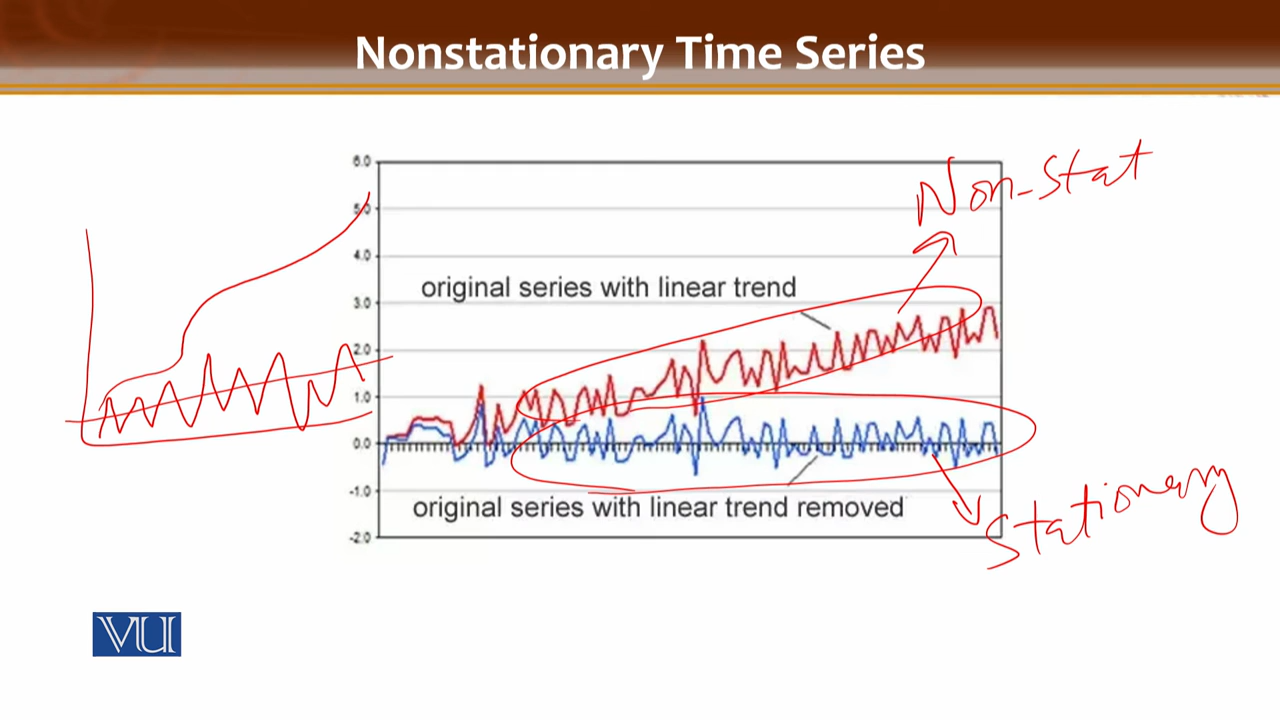 Nonstationary Time Series
6.0
5.0
4.0
3.0
2.0
1.0
0.0
-1.0
-2.0
Non-Stat
original series with linear trend
original series with linear trend removed
Stationary
VU